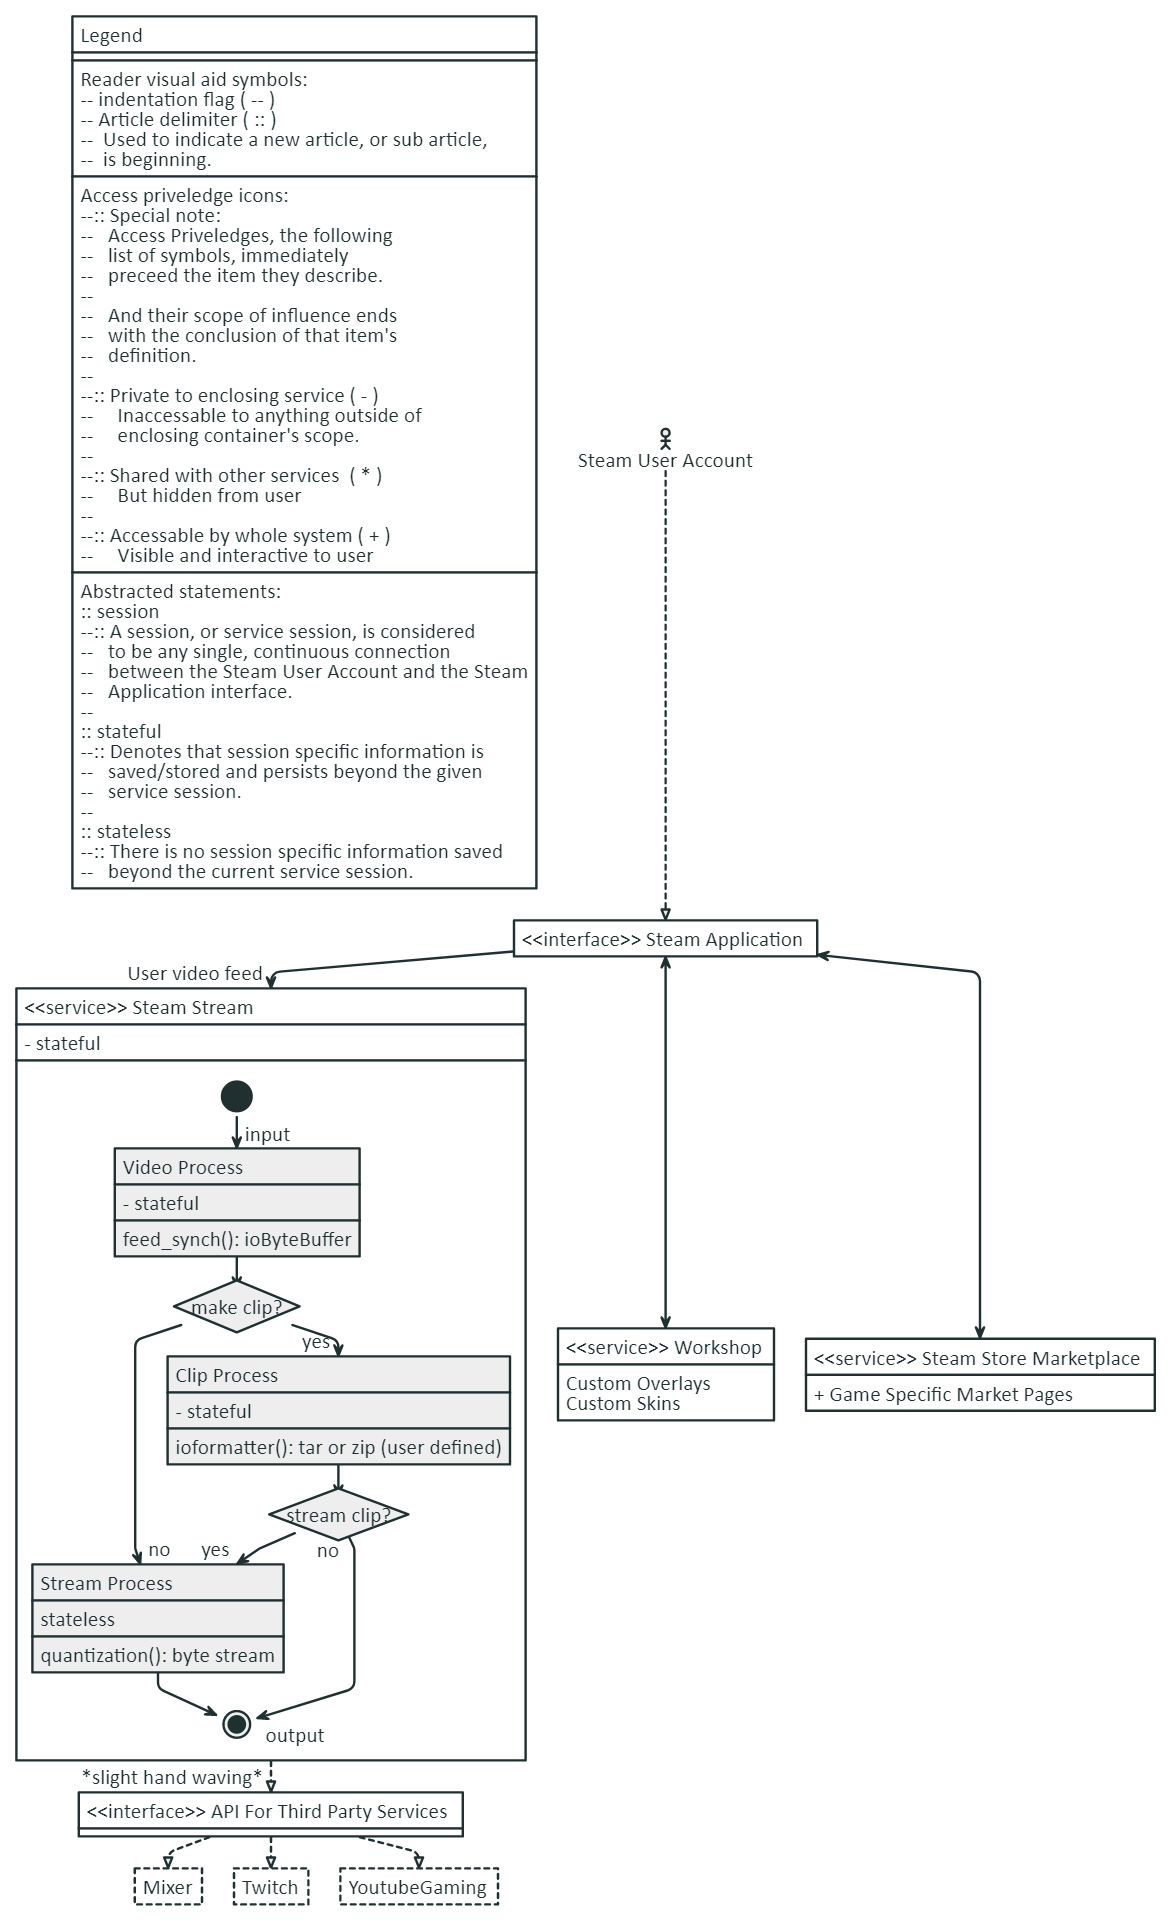 Legend
Reader visual aid symbols:
-- indentation flag ( -- )
-- Article delimiter ( :: )
--  Used to indicate a new article, or sub article,
--  is beginning.
Access priveledge icons:
--:: Special note:
--   Access Priveledges, the following
--   list of symbols, immediately
--   preceed the item they describe.
--
--   And their scope of influence ends
--   with the conclusion of that item's
--   definition.
--
--:: Private to enclosing service ( - )
--     Inaccessable to anything outside of
--     enclosing container's scope.
--
--:: Shared with other services  ( * )
--     But hidden from user
--
--:: Accessable by whole system ( + )
--     Visible and interactive to user
Abstracted statements:
:: session
--:: A session, or service session, is considered
--   to be any single, continuous connection
--   between the Steam User Account and the Steam
--   Application interface.
--
:: stateful
--:: Denotes that session specific information is
--   saved/stored and persists beyond the given
--   service session.
--
:: stateless
--:: There is no session specific information saved
--   beyond the current service session.
Steam User Account
<<interface>> Steam Application
User video feed
<<service>> Steam Stream
- stateful
input
Video Process
- stateful
feed_synch(): ioByteBuffer
make clip?
yes
Clip Process
- stateful
ioformatter(): tar or zip (user defined)
stream clip?
no
yes
no
Stream Process
stateless
quantization(): byte stream
output
<<service>> Workshop
Custom Overlays
Custom Skins
<<service>> Steam Store Marketplace
+ Game Specific Market Pages
*slight hand waving*
<<interface>> API For Third Party Services
Mixer
Twitch
YoutubeGaming